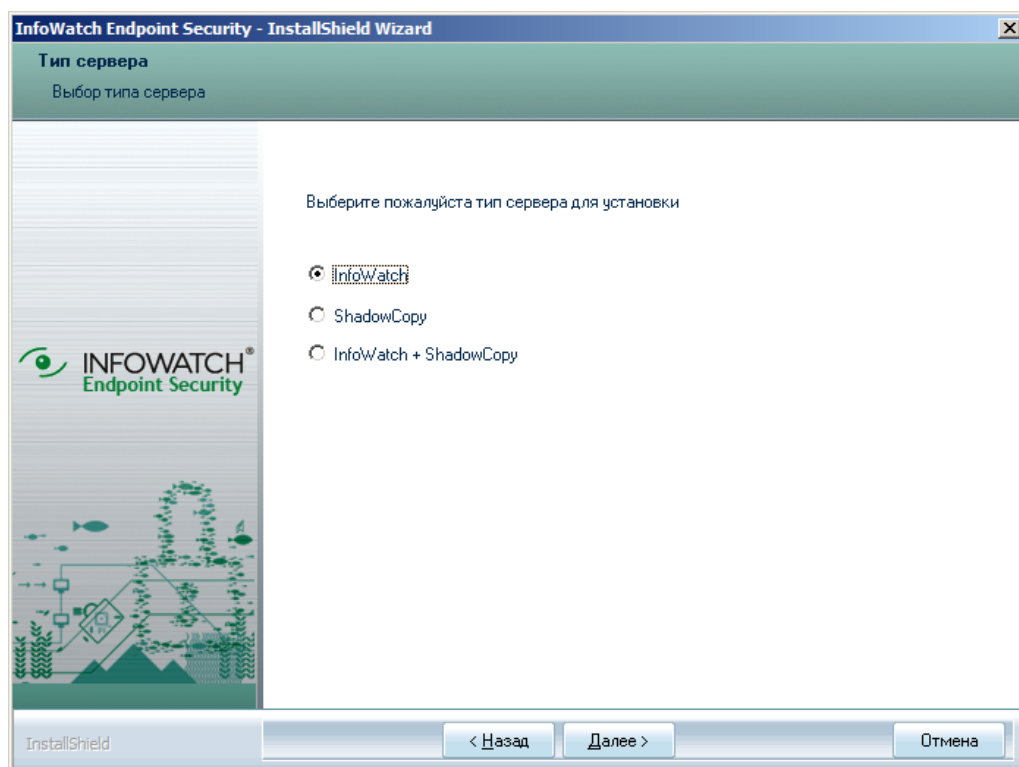 InfoWatch Endpoint Security - InstallShield Wizard
Тип сервера
Выбор типа сервера
Выберите пожалуйста тип сервера для установки
InfoWatch
ShadowCopy
InfoWatch + ShadowCopy
INFOWATCH®
Endpoint Security
InstallShield
< Назад
Далее >
Отмена